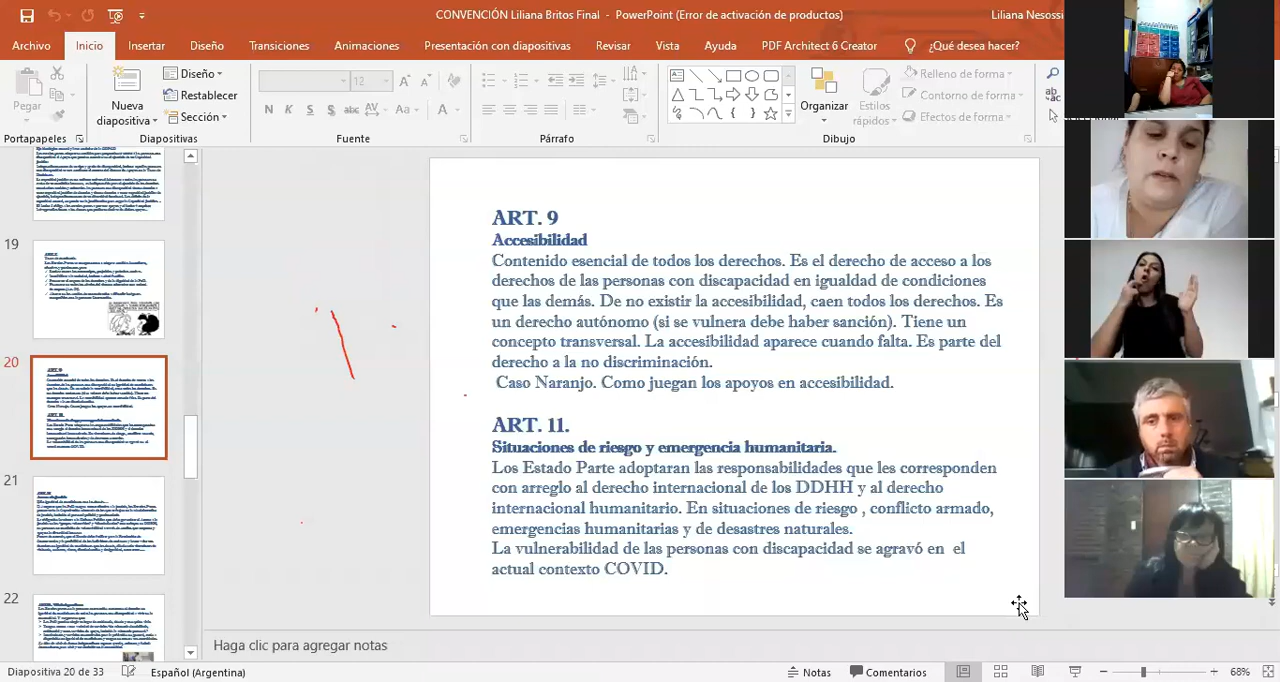 CONVENCIÓN Liliana Britos Final - PowerPoint (Error de activación de productos)
Liliana Nesossi
Archivo Inicio Insertar Diseño Transiciones Animaciones Presentación con diapositivas Revisar Vista Ayuda PDF Architect 6 Creator ¿Qué desea hacer?
Pegar
Nueva diapositiva
Diseño
Restablecer
Sección
12
N K S S abc AV Aa A
Organizar
Estilos rápidos
Relleno de forma
Contorno de forma
Efectos de forma
Portapapeles Diapositivas Fuente Párrafo Dibujo
19
20
21
22
ART. 9
Accesibilidad
Contenido esencial de todos los derechos. Es el derecho de acceso a los
derechos de las personas con discapacidad en igualdad de condiciones
que las demás. De no existir la accesibilidad, caen todos los derechos. Es
un derecho autónomo (si se vulnera debe haber sanción). Tiene un
concepto transversal. La accesibilidad aparece cuando falta. Es parte del
derecho a la no discriminación.
Caso Naranjo. Como juegan los apoyos en accesibilidad.
ART. 11.
Situaciones de riesgo y emergencia humanitaria.
Los Estado Parte adoptaran las responsabilidades que les corresponden
con arreglo al derecho internacional de los DDHH y al derecho
internacional humanitario. En situaciones de riesgo , conflicto armado,
emergencias humanitarias y de desastres naturales.
La vulnerabilidad de las personas con discapacidad se agravó en el
actual contexto COVID.
Haga clic para agregar notas
Diapositiva 20 de 33 Español (Argentina) Notas Comentarios 68%